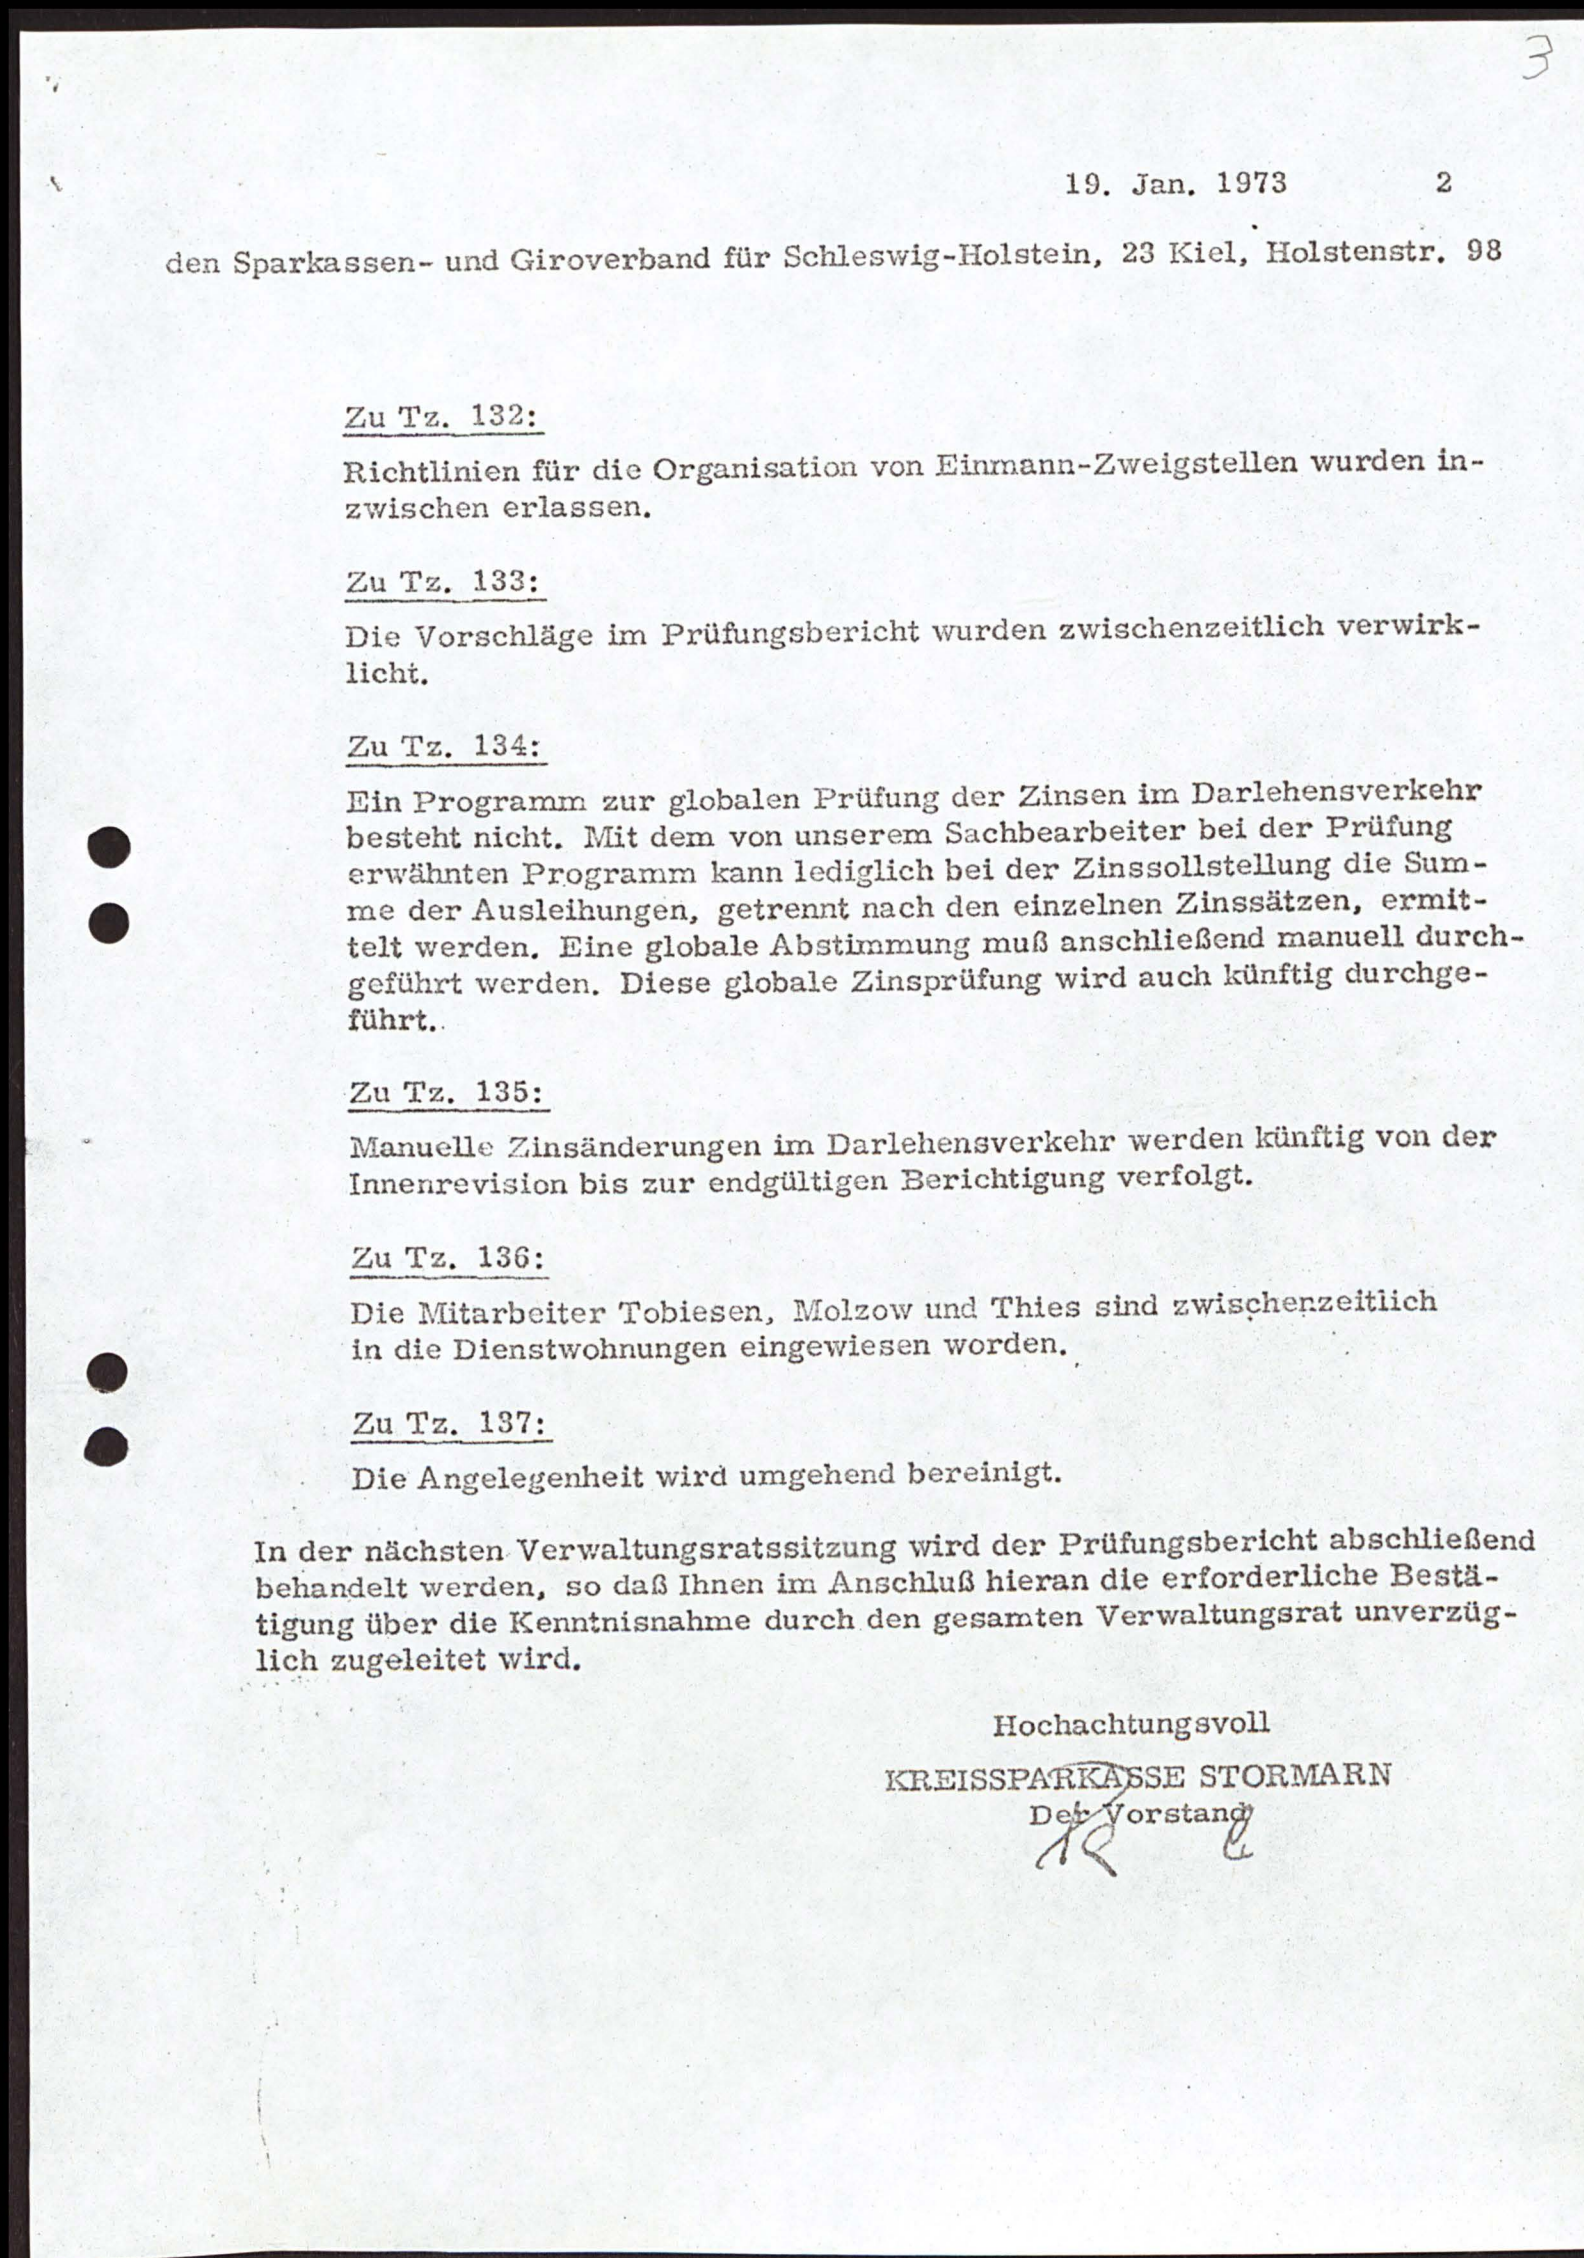 3
19. Jan. 1973 2
den Sparkassen- und Giroverband für Schleswig-Holstein, 23 Kiel, Holstenstr. 98
Zu Tz. 132:
Richtlinien für die Organisation von Einmann-Zweigstellen wurden in-
zwischen erlassen.
Zu Tz. 133:
Die Vorschläge im Prüfungsbericht wurden zwischenzeitlich verwirk-
licht.
Zu Tz. 134:
Ein Programm zur globalen Prüfung der Zinsen im Darlehensverkehr
besteht nicht. Mit dem von unserem Sachbearbeiter bei der Prüfung
erwähnten Programm kann lediglich bei der Zinssollstellung die Sum-
me der Ausleihungen, getrennt nach den einzelnen Zinssätzen, ermit-
telt werden. Eine globale Abstimmung muß anschließend manuell durch-
geführt werden. Diese globale Zinsprüfung wird auch künftig durchge-
führt.
Zu Tz. 135:
Manuelle Zinsänderungen im Darlehensverkehr werden künftig von der
Innenrevision bis zur endgültigen Berichtigung verfolgt.
Zu Tz. 136:
Die Mitarbeiter Tobiesen, Molzow und Thies sind zwischenzeitlich
in die Dienstwohnungen eingewiesen worden.
Zu Tz. 137:
Die Angelegenheit wird umgehend bereinigt.
In der nächsten Verwaltungsratssitzung wird der Prüfungsbericht abschließend
behandelt werden, so daß Ihnen im Anschluß hieran die erforderliche Bestä-
tigung über die Kenntnisnahme durch den gesamten Verwaltungsrat unverzüg-
lich zugeleitet wird.
Hochachtungsvoll
KREISSPARKASSE STORMARN
Der Vorstand